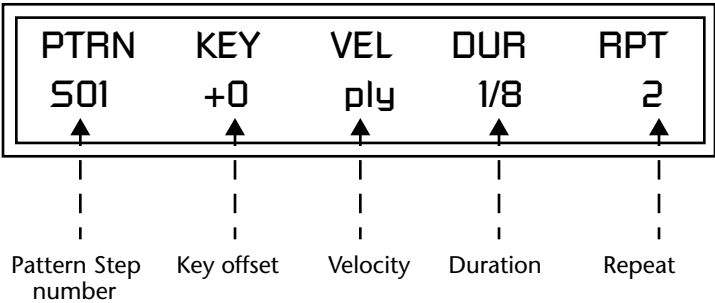 PTRN KEY VEL DUR RPT
S01 +0 ply 1/8 2
Pattern Step Key offset Velocity Duration Repeat
number